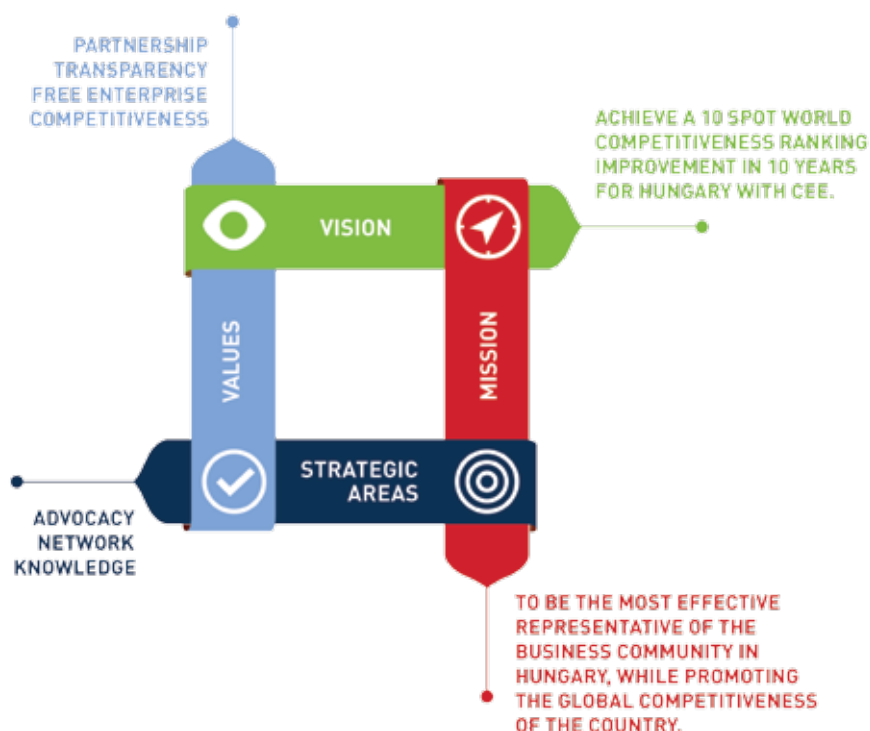 PARTNERSHIP
TRANSPARENCY
FREE ENTERPRISE
COMPETITIVENESS
ACHIEVE A 10 SPOT WORLD
COMPETITIVENESS RANKING
IMPROVEMENT IN 10 YEARS
FOR HUNGARY WITH CEE.
VISION
VALUES
MISSION
STRATEGIC
AREAS
ADVOCACY
NETWORK
KNOWLEDGE
TO BE THE MOST EFFECTIVE
REPRESENTATIVE OF THE
BUSINESS COMMUNITY IN
HUNGARY, WHILE PROMOTING
THE GLOBAL COMPETITIVENESS
OF THE COUNTRY.